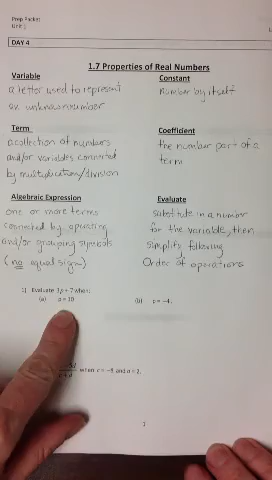 Prep Packet
Unit 1
DAY 4
1.7 Properties of Real Numbers
Variable
a letter used to represent
an unknown number
Constant
number by itself
Term
a collection of numbers
and/or variables connected
by multiplication/division
Coefficient
the number part of a
term
Algebraic Expression
one or more terms
connected by operating
and/or grouping symbols
(no equal sign)
Evaluate
substitute in a number
for the variable, then
simplify following
Order of operations
1) Evaluate 3p + 7 when:
(a) p = 10
(b) p = -4.
when c = -9 and d = 2.